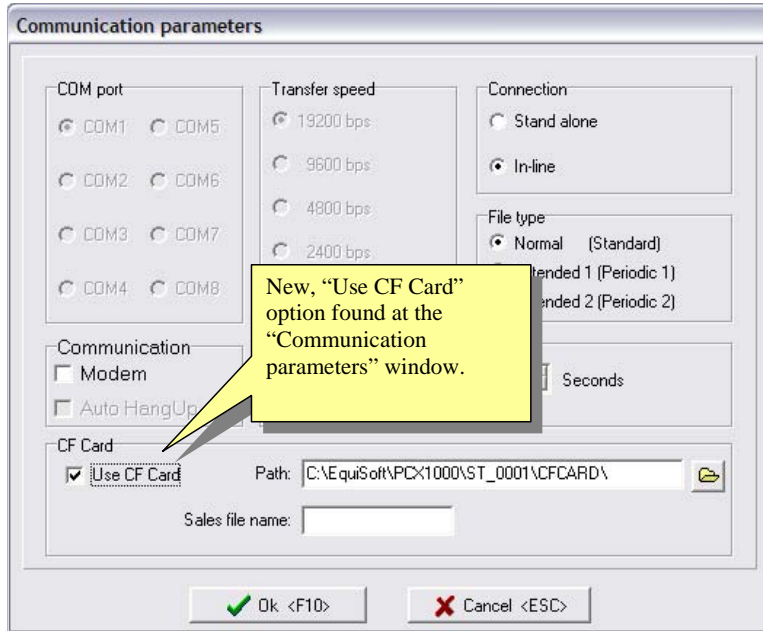 Communication parameters
COM port
COM1 COM5
COM2 COM6
COM3 COM7
COM4 COM8
Transfer speed
19200 bps
9600 bps
4800 bps
2400 bps
Connection
Stand alone
In-line
File type
Normal (Standard)
1 (Periodic 1)
2 (Periodic 2)
New, “Use CF Card”
option found at the
“Communication
parameters” window.
Communication
Modem
Auto HangUp
Seconds
CF Card
Use CF Card
Path: C:\EquiSoft\PCX1000\ST_0001\CFCARD\
Sales file name:
Ok <F10>
Cancel <ESC>